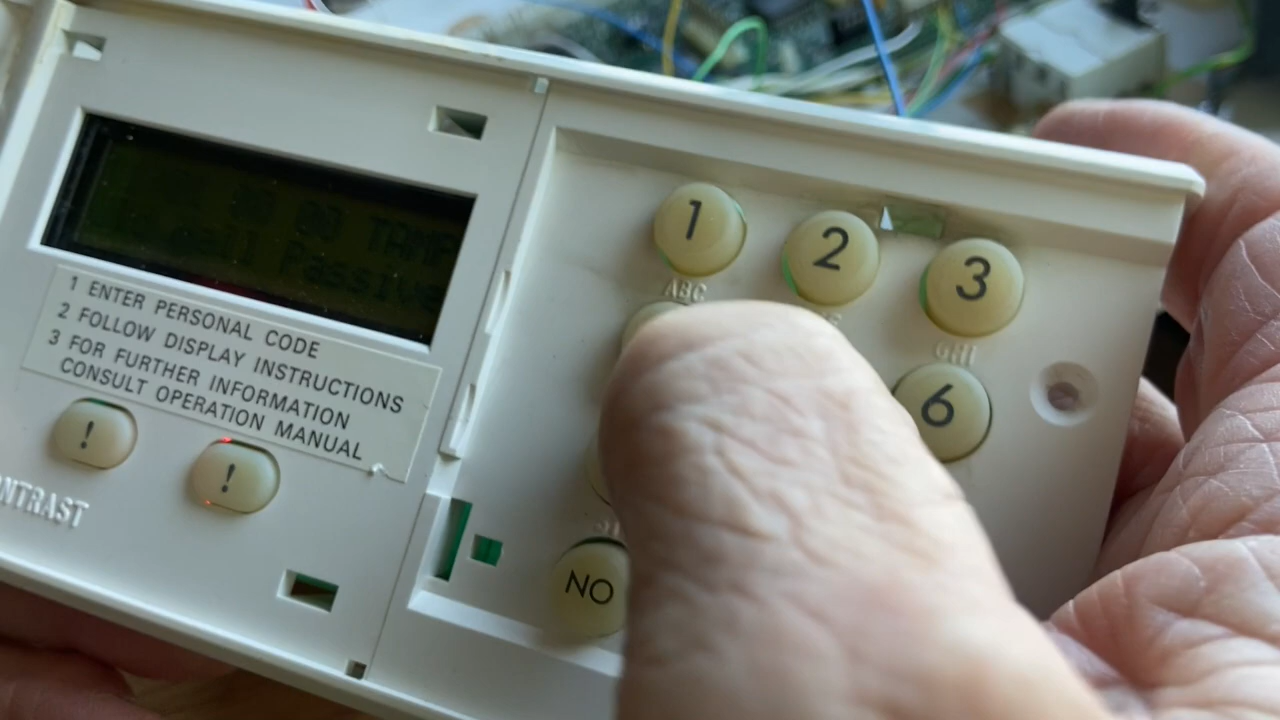 TAMP
Passive
1 ENTER PERSONAL CODE
2 FOLLOW DISPLAY INSTRUCTIONS
3 FOR FURTHER INFORMATION
CONSULT OPERATION MANUAL
!
!
NTRAST
1
2
3
ABC
GHI
6
NO